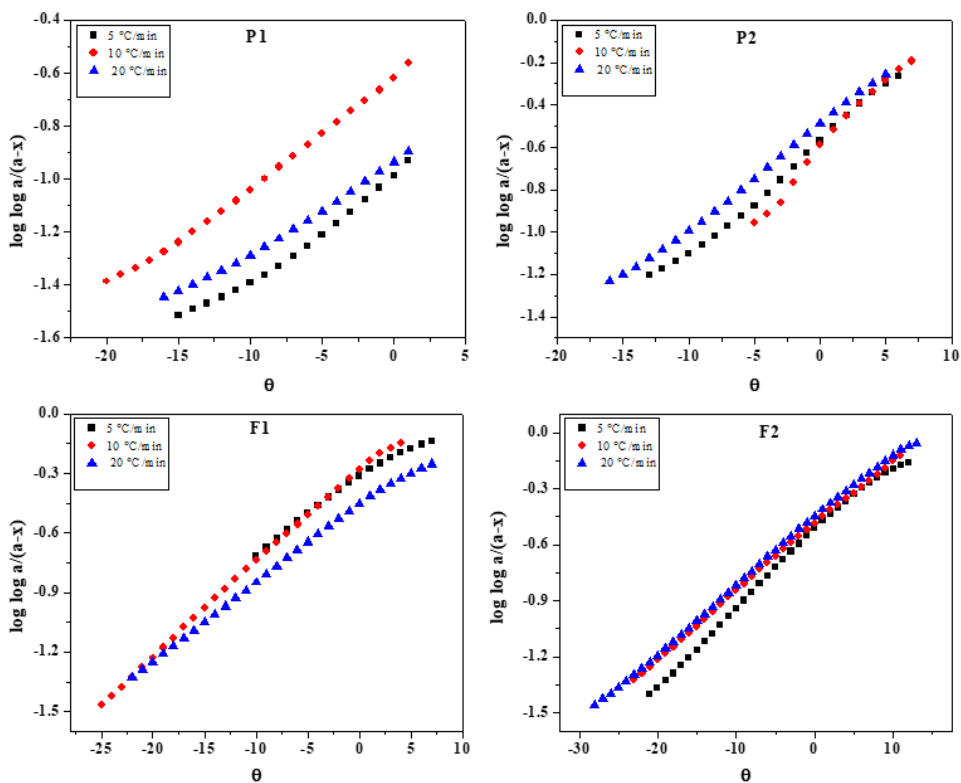 P1
5 °C/min
10 °C/min
20 °C/min
-0.4
-0.6
-0.8
-1.0
-1.2
-1.4
-1.6
log log a/(a-x)
-20
-15
-10
-5
0
5
θ
P2
5 °C/min
10 °C/min
20 °C/min
0.0
-0.2
-0.4
-0.6
-0.8
-1.0
-1.2
-1.4
log log a/(a-x)
-20
-15
-10
-5
0
5
10
θ
F1
5 °C/min
10 °C/min
20 °C/min
0.0
-0.3
-0.6
-0.9
-1.2
-1.5
log log a/(a-x)
-25
-20
-15
-10
-5
0
5
10
θ
F2
5 °C/min
10 °C/min
20 °C/min
0.0
-0.3
-0.6
-0.9
-1.2
-1.5
log log a/(a-x)
-30
-20
-10
0
10
θ